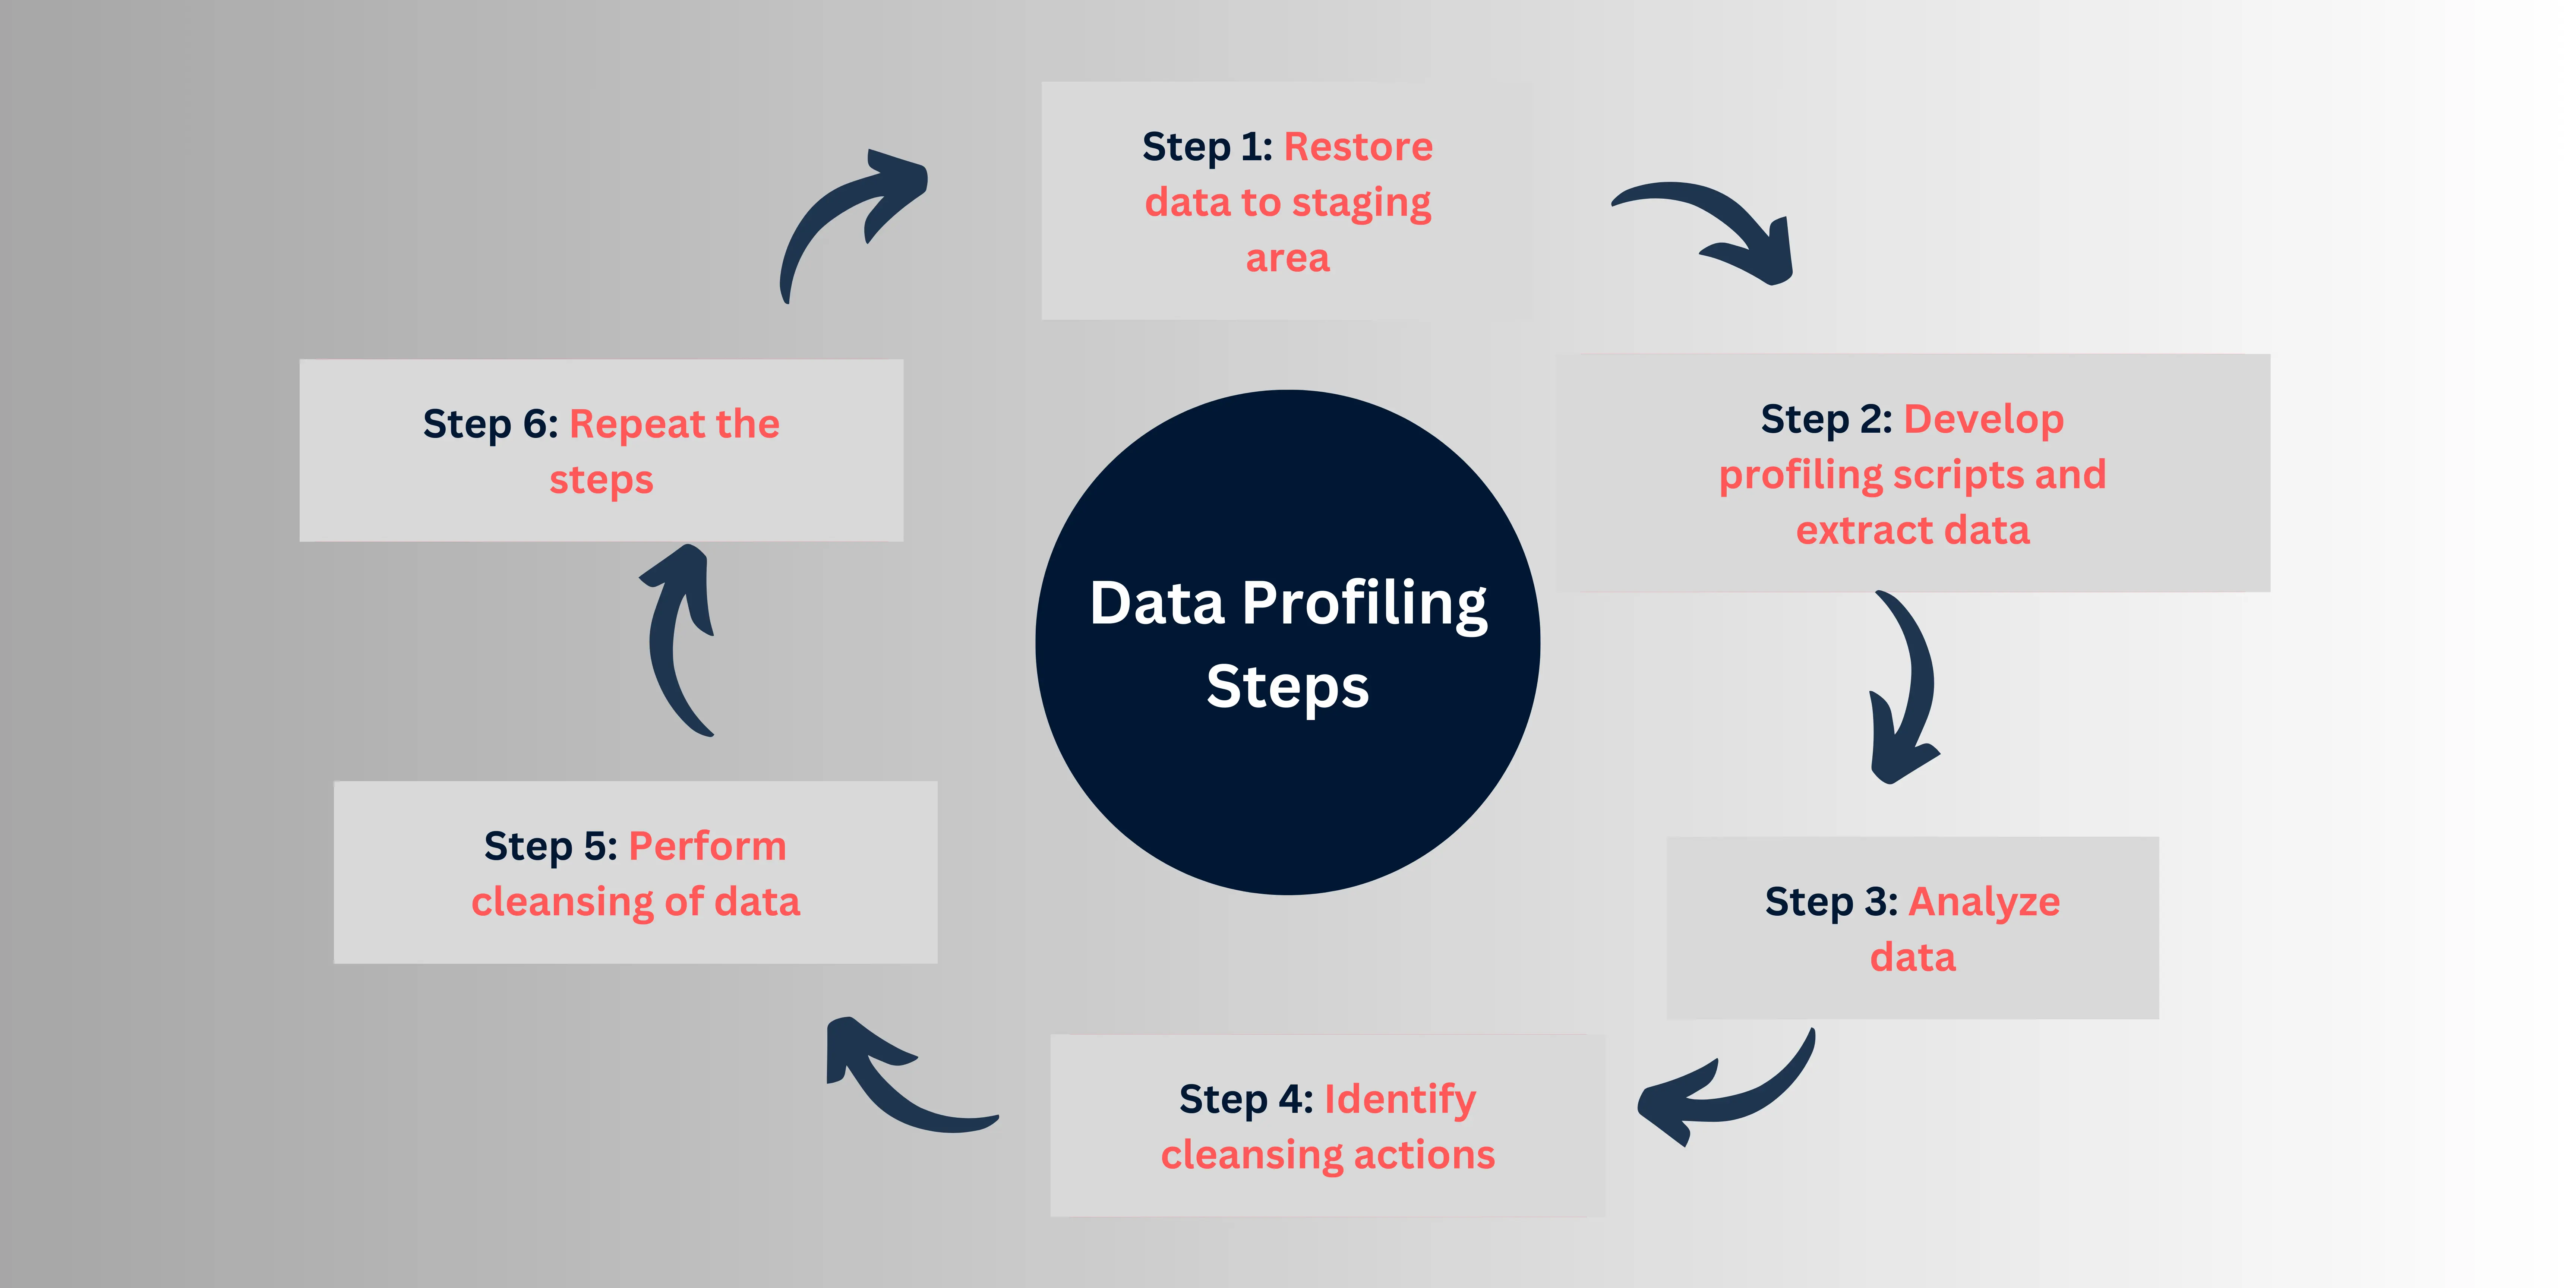 Step 1: Restore
data to staging
area
Step 2: Develop
profiling scripts and
extract data
Step 3: Analyze
data
Step 4: Identify
cleansing actions
Step 5: Perform
cleansing of data
Step 6: Repeat the
steps
Data Profiling
Steps